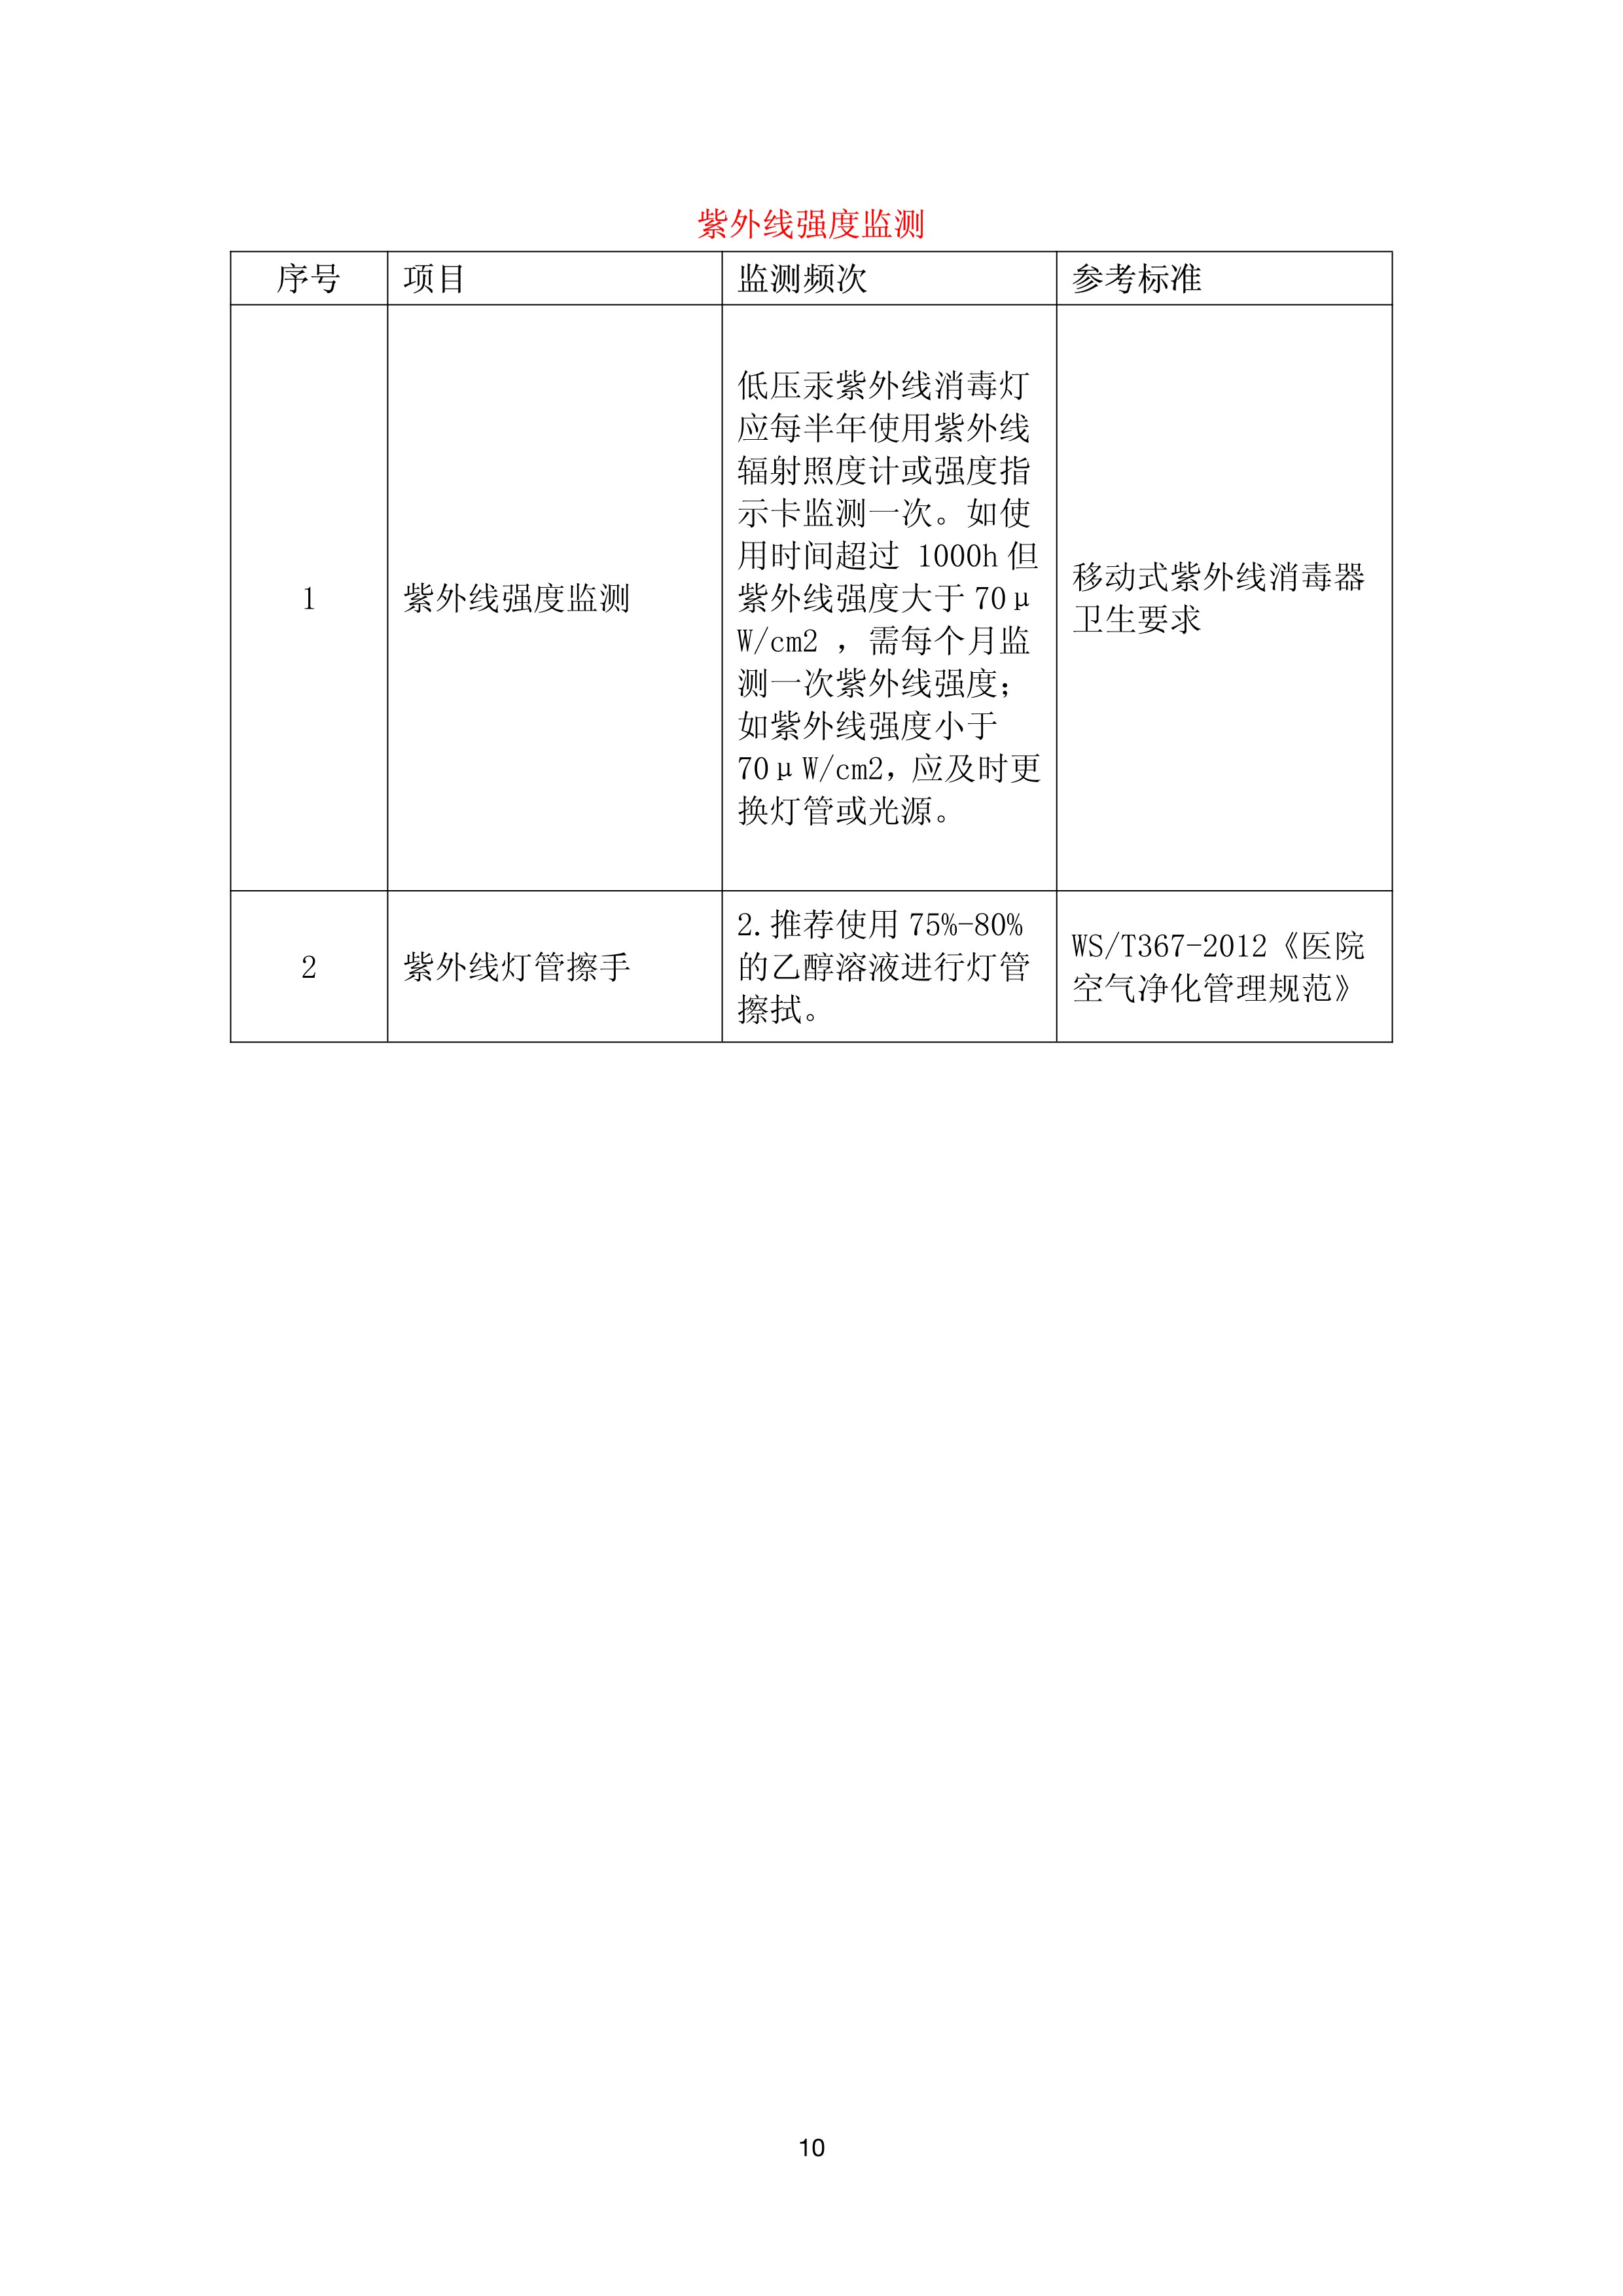 紫外线强度监测
序号
项目
监测频次
参考标准
1
紫外线强度监测
低压汞紫外线消毒灯
应每半年使用紫外线
辐射照度计或强度指
示卡监测一次。如使
用时间超过 1000h 但
紫外线强度大于 70μ
W/cm2 ，需每个月监
测一次紫外线强度；
如紫外线强度小于
70μW/cm2，应及时更
换灯管或光源。
移动式紫外线消毒器
卫生要求
2
紫外线灯管擦手
2.推荐使用 75%-80%
的乙醇溶液进行灯管
擦拭。
WS/T367-2012《医院
空气净化管理规范》
10